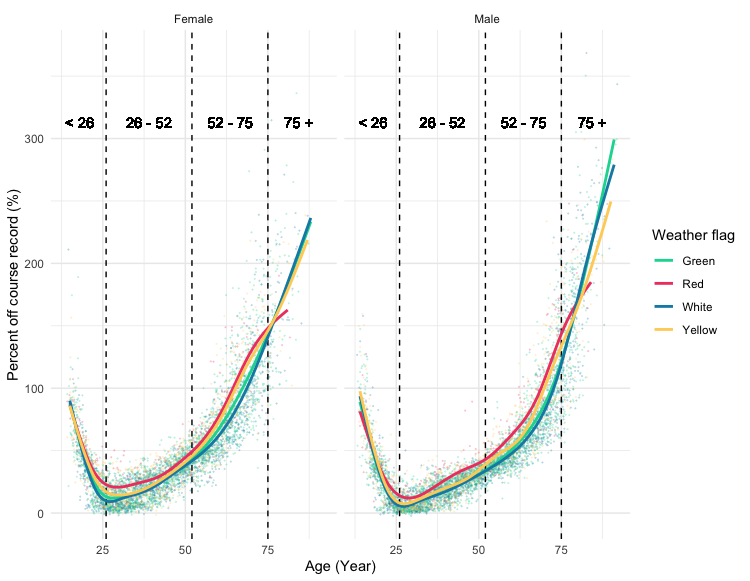 Female
Male
< 26
26 - 52
52 - 75
75 +
< 26
26 - 52
52 - 75
75 +
300
200
100
0
25
50
75
25
50
75
Age (Year)
Percent off course record (%)
Weather flag
Green
Red
White
Yellow